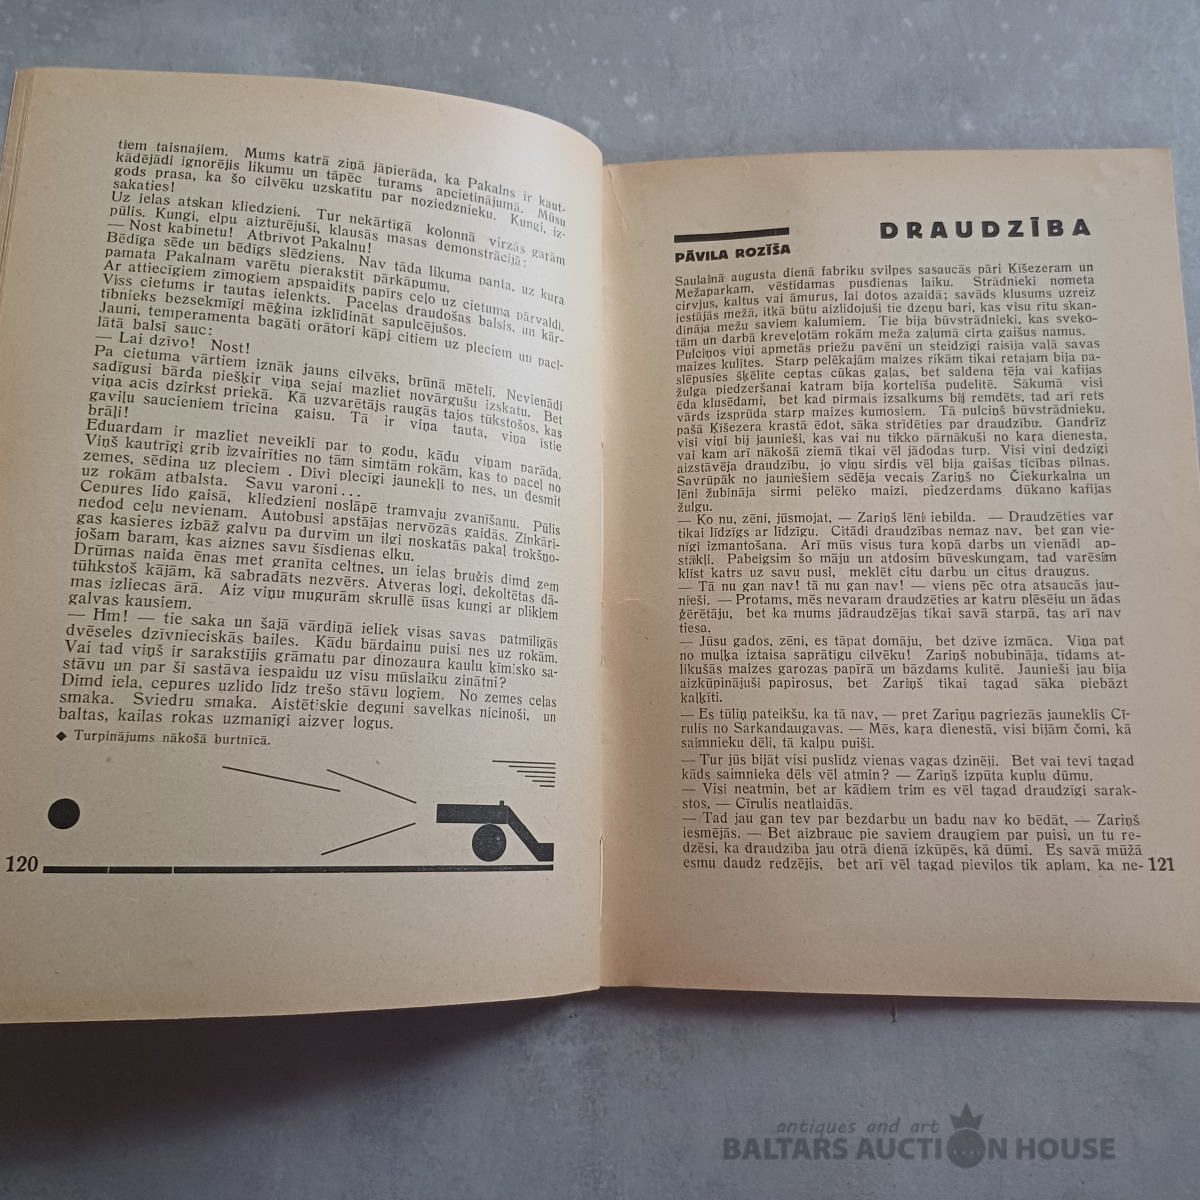 tiem taisnajiem. Mums katrā ziņā jāpierāda, ka Pakalns ir kaut-
kādējādi ignorējis likumu un tāpēc turams apcietinājumā. Mūsu
gods prasa, ka šo cilvēku uzskatītu par noziedznieku. Kungi, iz-
sakaties!
Uz ielas atskan kliedzieni. Tur nekārtīgā kolonnā virzās garām
pūlis. Kungi, elpu aizturējuši, klausās masas demonstrācijā:
— Nost kabinetu! Atbrīvot Pakalnu!
Bēdīga sēde un bēdīgs slēdziens. Nav tāda likuma panta, uz kura
pamata Pakalnam varētu pierakstīt pārkāpumu.
Ar attiecīgiem zīmogiem apspaidīts papīrs ceļo uz cietuma pārvaldi.
Viss cietums ir tautas ielenkts. Paceļas draudošas balsis, un kār-
tībnieks bezsekmīgi mēģina izklīdināt sapulcējušos.
Jauni, temperamenta bagāti orātori kāpj citiem uz pleciem un pacļ-
lātā balsī sauc:
— Lai dzīvo! Nost!
Pa cietuma vārtiem iznāk jauns cilvēks, brūnā mētelī. Nevienādi
sadīgusi bārda piešķir viņa sejai mazliet novārgušu izskatu. Bet
viņa acis dzirkst priekā. Kā uzvarētājs raugās tajos tūkstošos, kas
gaviļu saucieniem trīcina gaisu. Tā ir viņa tauta, viņa īstie
brāļi!
Eduardam ir mazliet neveikli par to godu, kādu viņam parāda.
Viņš kautrīgi grib izvairīties no tām simtām rokām, kas to paceļ no
zemes, sēdina uz pleciem. Divi plecīgi jaunekļi to nes, un desmit
uz rokām atbalsta. Savu varoni...
Cepures lido gaisā, kliedzieni noslāpē tramvaju zvanīšanu. Pūlis
nedod ceļu nevienam. Autobusi apstājas nervōzās gaidās. Zinkāri-
gas kasieres izbāž galvu pa durvim un ilgi noskatās pakaļ trokšņo-
jošam baram, kas aiznes savu šīsdienas elku.
Drūmas naida ēnas met granīta celtnes, un ielas bruģis dimd zem
tūhkstoš kājām, kā sabradāts nezvērs. Atveras logi, dekoltētas dā-
mas izliecas ārā. Aiz viņu mugurām skrullē ūsas kungi ar plikiem
galvas kausiem.
— Hm! — tie saka un šajā vārdiņā ieliek visas savas patmilīgās
dvēseles dzīvnieciskās bailes. Kādu bārdainu puisi nes uz rokām.
Vai tad viņš ir sarakstījis grāmatu par dinozaura kaulu ķīmisko sa-
stāvu un par šī sastāva iespaidu uz visu mūslaiku zinātni?
Dimd iela, cepures uzlido līdz trešo stāvu logiem. No zemes ceļas
smaka. Sviedru smaka. Aistētiskie deguni savelkas nicinoši, un
baltas, kailas rokas uzmanīgi aizver logus.
◆ Turpinājums nākošā burtnīcā.
120
DRAUDZĪBA
PĀVILA ROZĪŠA
Saulainā augusta dienā fabriku svilpes sasaucās pāri Ķīšezeram un
Mežaparkam, vēstīdamas pusdienas laiku. Strādnieki nometa
cirvjus, kaltus vai āmurus, lai dotos azaidā; savāds klusums uzreiz
iestājās mežā, itkā būtu aizlidojuši tie dzeņu bari, kas visu rītu skan-
dināja mežu saviem kalumiem. Tie bija būvstrādnieki, kas sveķo-
tām un darbā kreveļotām rokām meža zaļumā cirta gaišus namus.
Pulciņos viņi apmetās priežu pavēnī un steidzīgi raisīja vaļā savas
maizes kulītes. Starp pelēkajām maizes rikām tikai retajam bija pa-
slēpusies šķēlīte ceptas cūkas gaļas, bet saldena tēja vai kafijas
žulga piedzeršanai katram bija kortelīša pudelītē. Sākumā visi
ēda klusēdami, bet kad pirmais izsalkums bij remdēts, tad arī rets
vārds izsprūda starp maizes kumosiem. Tā pulciņš būvstrādnieku,
pašā Ķīšezera krastā ēdot, sāka strīdēties par draudzību. Gandrīz
visi viņi bij jaunieši, kas vai nu tikko pārnākuši no kaŗa dienesta,
vai kam arī nākošā ziemā tikai vēl jādodas turp. Visi viņi dedzīgi
aizstāvēja draudzību, jo viņu sirdis vēl bija gaišas ticības pilnas.
Savrūpāk no jauniešiem sēdēja vecais Zariņš no Čiekurkalna un
lēni žubināja sirmi pelēko maizi, piedzerdams dūkano kafijas
žulgu.
— Ko nu, zēni, jūsmojat, — Zariņš lēni iebilda. — Draudzēties var
tikai līdzīgs ar līdzīgu. Citādi draudzības nemaz nav, bet gan vie-
nīgi izmantošana. Arī mūs visus tura kopā darbs un vienādi ap-
stākļi. Pabeigsim šo māju un atdosim būveskungam, tad varēsim
klīst katrs uz savu pusi, meklēt citu darbu un citus draugus.
— Tā nu gan nav! tā nu gan nav! — viens pēc otra atsaucās jau-
nieši. — Protams, mēs nevaram draudzēties ar katru plēsēju un ādas
ģērētāju, bet ka mums jādraudzējas tikai savā starpā, tas arī nav
tiesa.
— Jūsu gados, zēni, es tāpat domāju, bet dzīve izmāca. Viņa pat
no muļķa iztaisa saprātīgu cilvēku! Zariņš nobubināja, tīdams at-
likušās maizes garozas papīrā un bāzdams kulītē. Jaunieši jau bija
aizkūpinājuši papirosus, bet Zariņš tikai tagad sāka piebāzt
kaļķīti.
— Es tūliņ pateikšu, ka tā nav, — pret Zariņu pagriezās jauneklis Cī-
rulis no Sarkandaugavas. — Mēs, kaŗa dienestā, visi bijām čomi, kā
saimnieku dēli, tā kalpu puiši.
— Tur jūs bijāt visi puslīdz vienas vagas dzinēji. Bet vai tevi tagad
kāds saimnieka dēls vēl atmin? — Zariņš izpūta kuplu dūmu.
— Visi neatmin, bet ar kādiem trim es vēl tagad draudzīgi sarak-
stos, — Cīrulis neatlaidās.
— Tad jau gan tev par bezdarbu un badu nav ko bēdāt, — Zariņš
iesmējās. — Bet aizbrauc pie saviem draugiem par puisi, un tu re-
dzēsi, ka draudzība jau otrā dienā izkūpēs, kā dūmi. Es savā mūžā
esmu daudz redzējis, bet arī vēl tagad pieviļos tik aplam, ka ne-
121
antiques and art
BALTARS AUCTION HOUSE